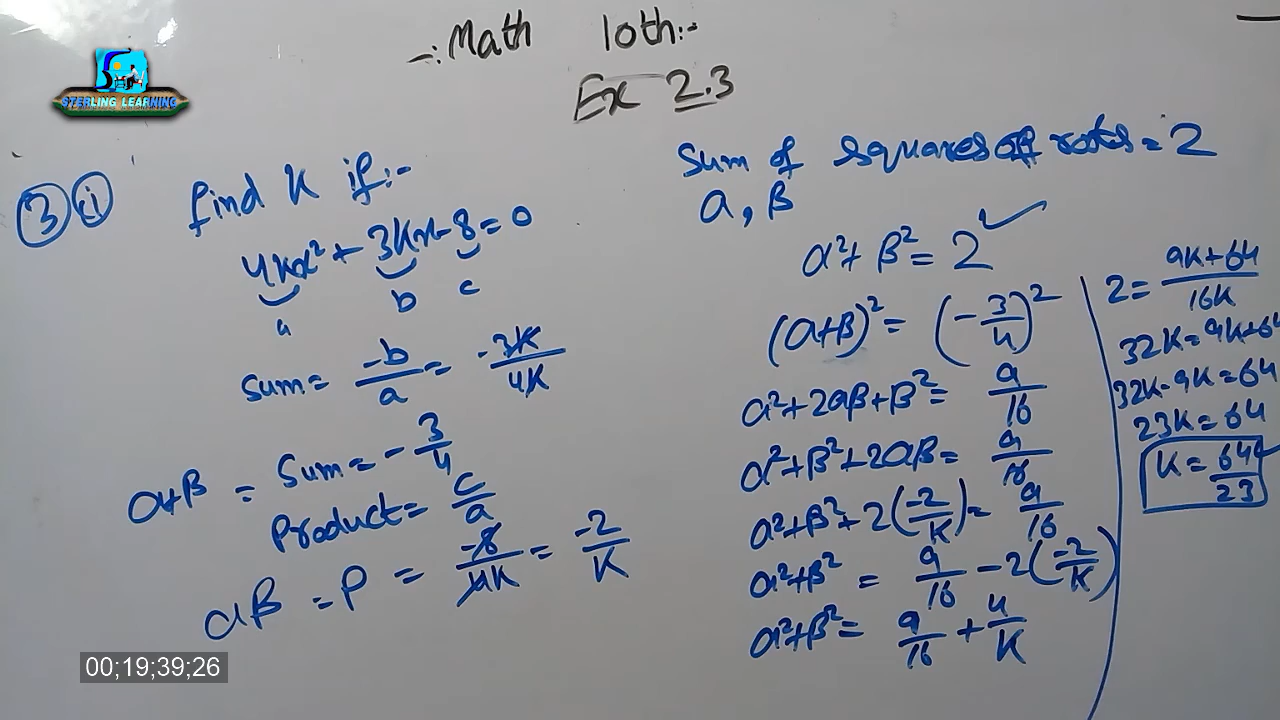 -: Math 10th:-
Ex 2.3
STERLING LEARNING
3 i find K if:-
4Kx² + 3Kx - 8 = 0
a b c
Sum = -b/a = -3K/4K
α+β = Sum = -3/4
Product = c/a
αβ = P = -8/4K = -2/K
Sum of squares of roots = 2
α, β
α² + β² = 2
(α+β)² = (-3/4)²
α²+2αβ+β² = 9/16
α²+β²+2αβ = 9/16
α²+β²+2(-2/K) = 9/16
α²+β² = 9/16 - 2(-2/K)
α²+β² = 9/16 + 4/K
2 = 9K+64/16K
32K = 9K+64
32K-9K = 64
23K = 64
K = 64/23
00;19;39;26